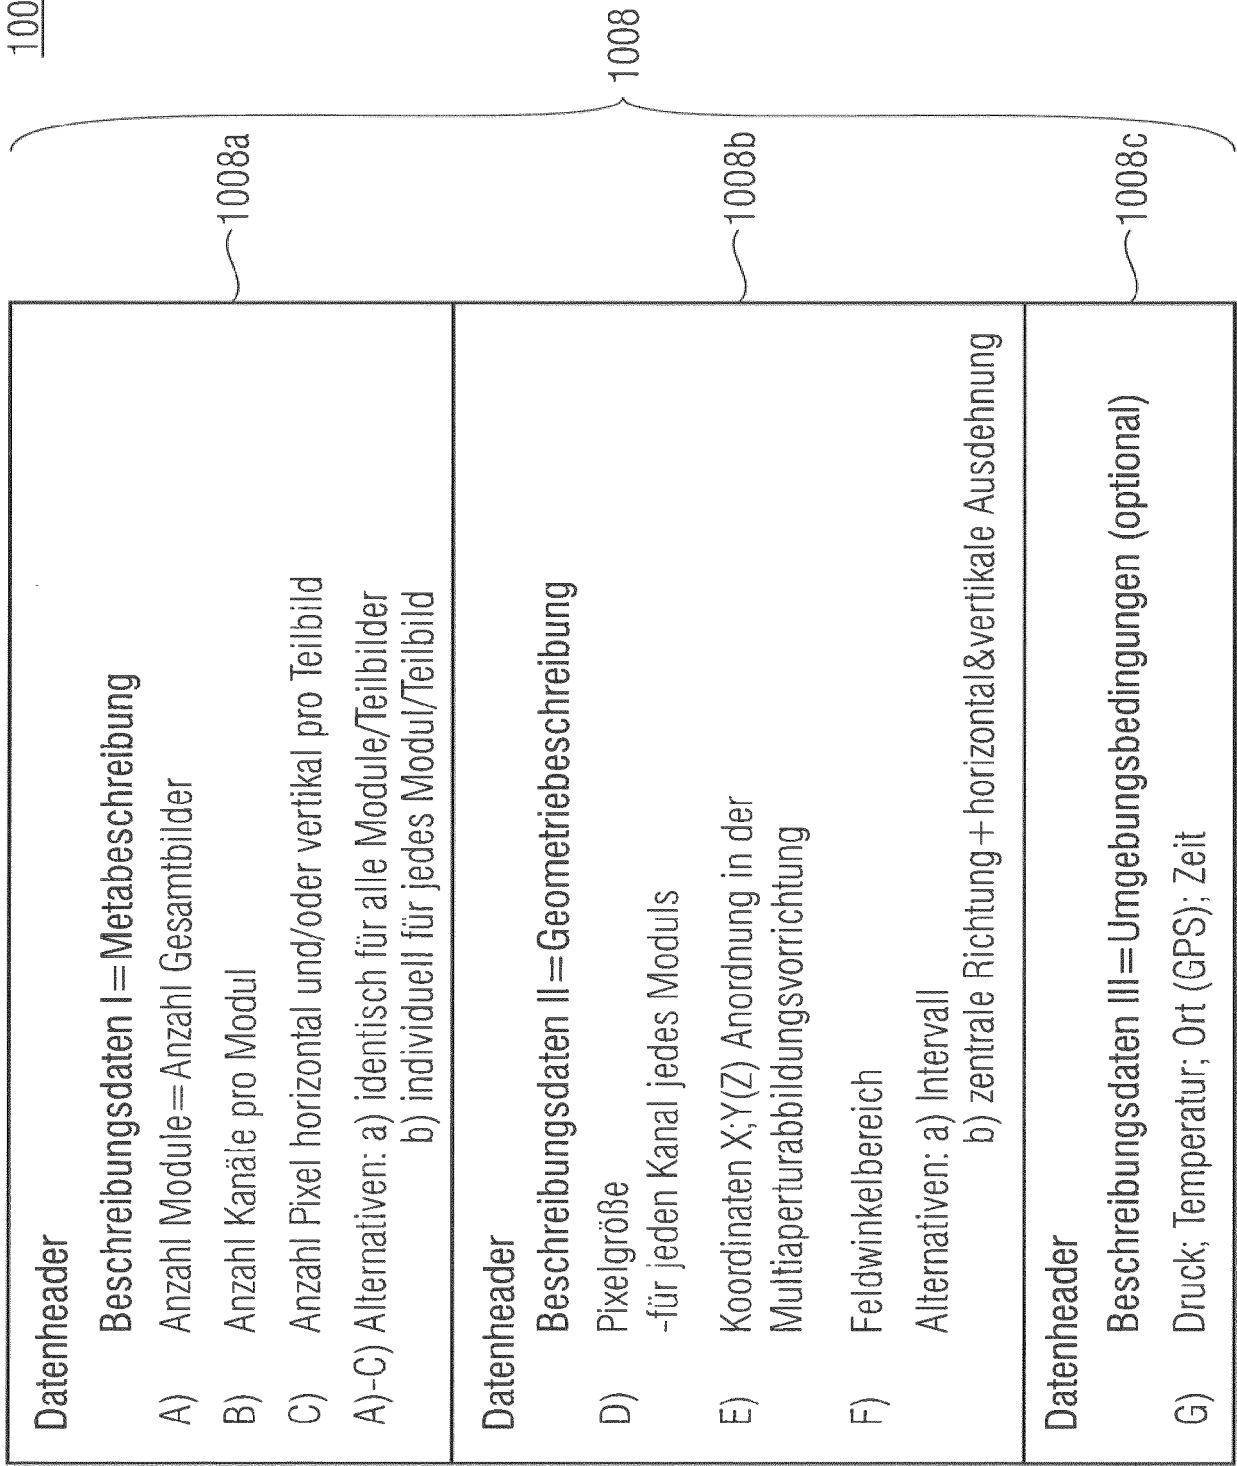 100
Datenheader
Beschreibungsdaten I=Metabeschreibung
A) Anzahl Module=Anzahl Gesamtbilder
B) Anzahl Kanäle pro Modul
C) Anzahl Pixel horizontal und/oder vertikal pro Teilbild
A)-C) Alternativen: a) identisch für alle Module/Teilbilder
b) individuell für jedes Modul/Teilbild
1008a
Datenheader
Beschreibungsdaten II=Geometriebeschreibung
D) Pixelgröße
-für jeden Kanal jedes Moduls
E) Koordinaten X;Y(Z) Anordnung in der
Multiaperturabbildungsvorrichtung
F) Feldwinkelbereich
Alternativen: a) Intervall
b) zentrale Richtung+horizontal&vertikale Ausdehnung
1008b
Datenheader
Beschreibungsdaten III=Umgebungsbedingungen (optional)
G) Druck; Temperatur; Ort (GPS); Zeit
1008c
1008